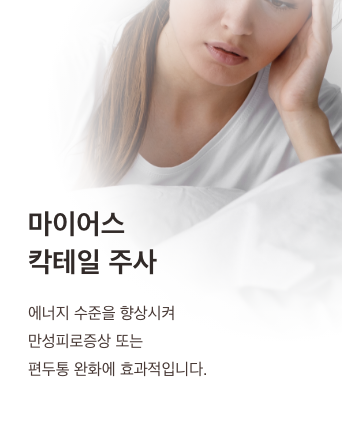 마이어스
칵테일 주사
에너지 수준을 향상시켜
만성피로증상 또는
편두통 완화에 효과적입니다.